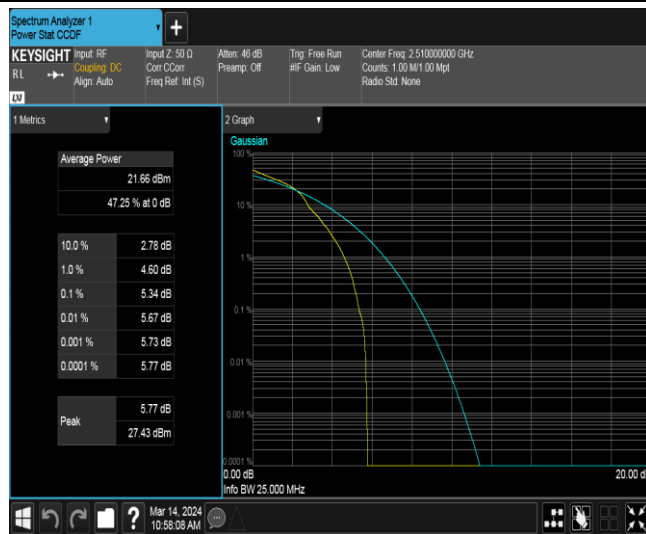 Spectrum Analyzer 1
Power Stat CCDF
KEYSIGHT
RL
LXI
Input: RF
Coupling: DC
Align: Auto
Input Z: 50 Ω
Corr CCorr
Freq Ref: Int (S)
Atten: 46 dB
Preamp: Off
Trig: Free Run
#IF Gain: Low
Center Freq: 2.510000000 GHz
Counts: 1.00 M/1.00 Mpt
Radio Std: None
1 Metrics
Average Power
21.66 dBm
47.25 % at 0 dB
10.0 % 2.78 dB
1.0 % 4.60 dB
0.1 % 5.34 dB
0.01 % 5.67 dB
0.001 % 5.73 dB
0.0001 % 5.77 dB
Peak
5.77 dB
27.43 dBm
2 Graph
Gaussian
100 %
10 %
1 %
0.1 %
0.01 %
0.001 %
0.0001 %
0.00 dB
20.00 d
Info BW 25.000 MHz
?
Mar 14, 2024
10:58:08 AM